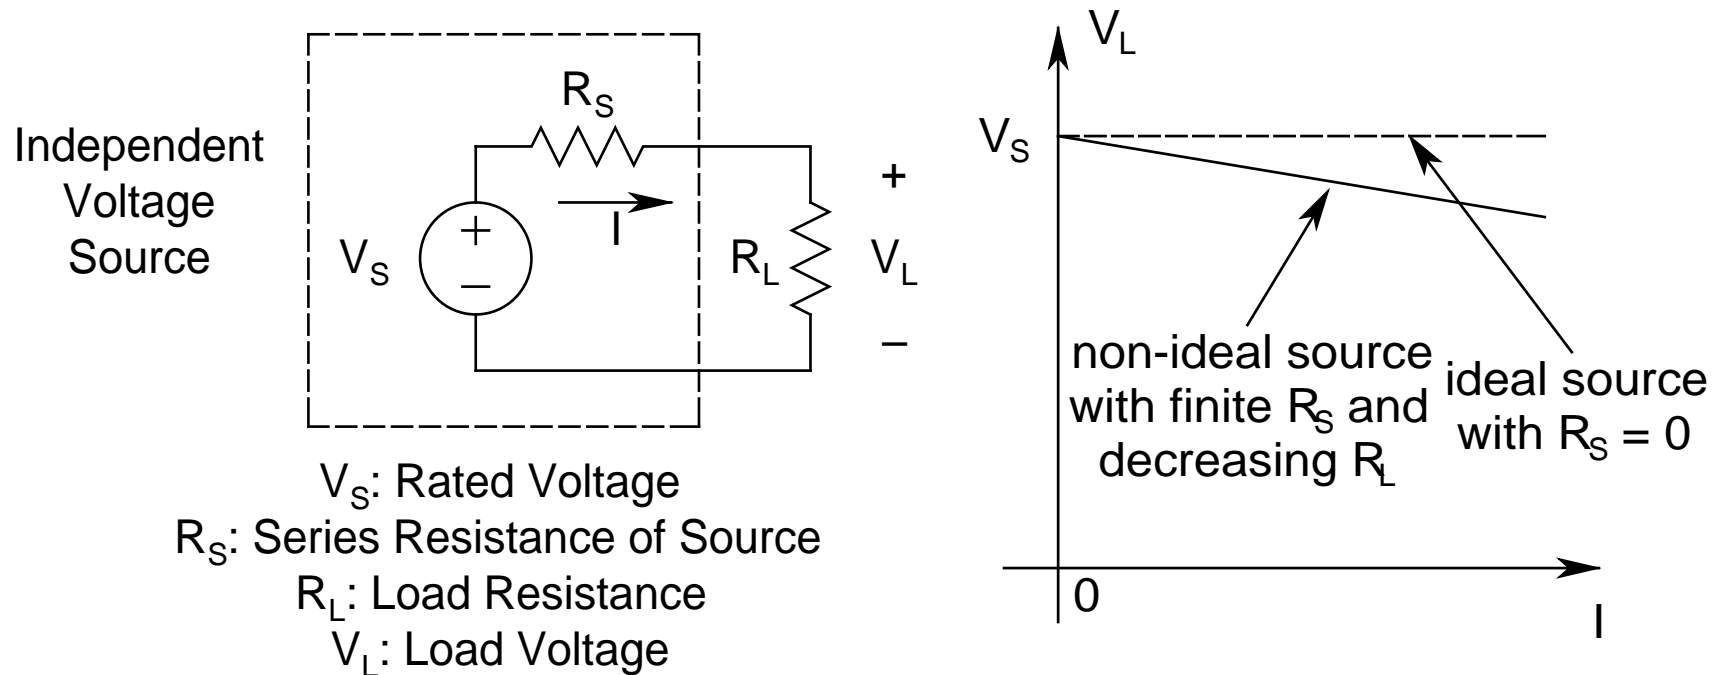 Independent
Voltage
Source
R_S
V_S
+
−
I
R_L
+
V_L
−
V_S: Rated Voltage
R_S: Series Resistance of Source
R_L: Load Resistance
V_L: Load Voltage
V_L
V_S
non-ideal source
with finite R_S and
decreasing R_L
ideal source
with R_S = 0
0
I